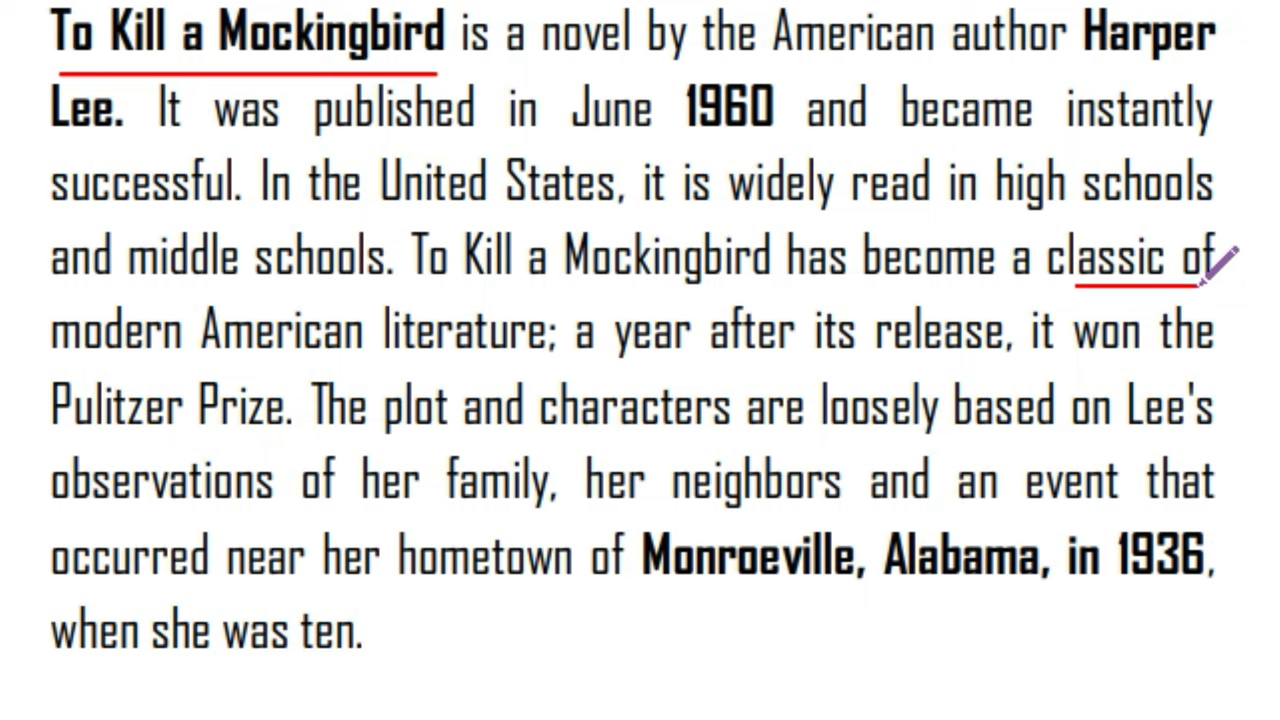 To Kill a Mockingbird is a novel by the American author Harper
Lee. It was published in June 1960 and became instantly
successful. In the United States, it is widely read in high schools
and middle schools. To Kill a Mockingbird has become a classic of
modern American literature; a year after its release, it won the
Pulitzer Prize. The plot and characters are loosely based on Lee's
observations of her family, her neighbors and an event that
occurred near her hometown of Monroeville, Alabama, in 1936,
when she was ten.